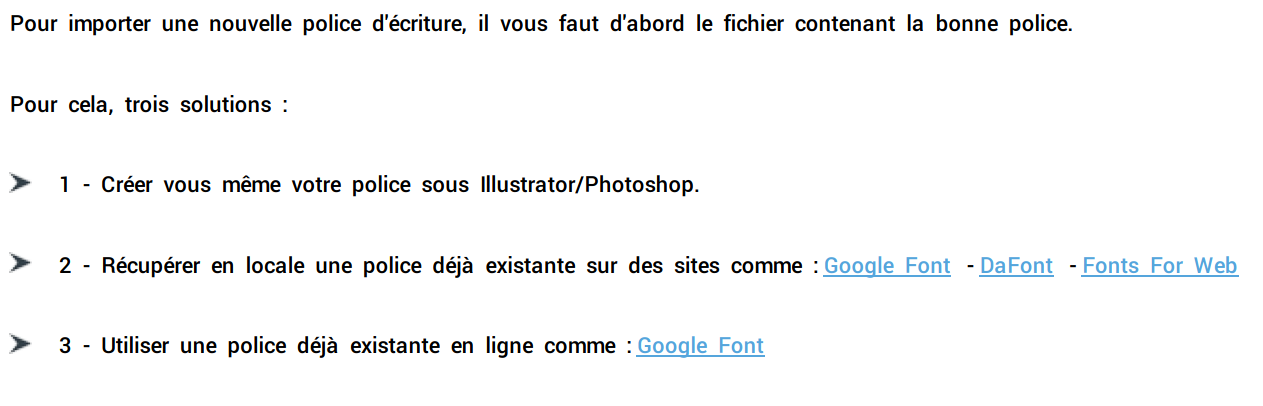 Pour importer une nouvelle police d'écriture, il vous faut d'abord le fichier contenant la bonne police.
Pour cela, trois solutions :
➤ 1 - Créer vous même votre police sous Illustrator/Photoshop.
➤ 2 - Récupérer en locale une police déjà existante sur des sites comme : Google Font - DaFont - Fonts For Web
➤ 3 - Utiliser une police déjà existante en ligne comme : Google Font